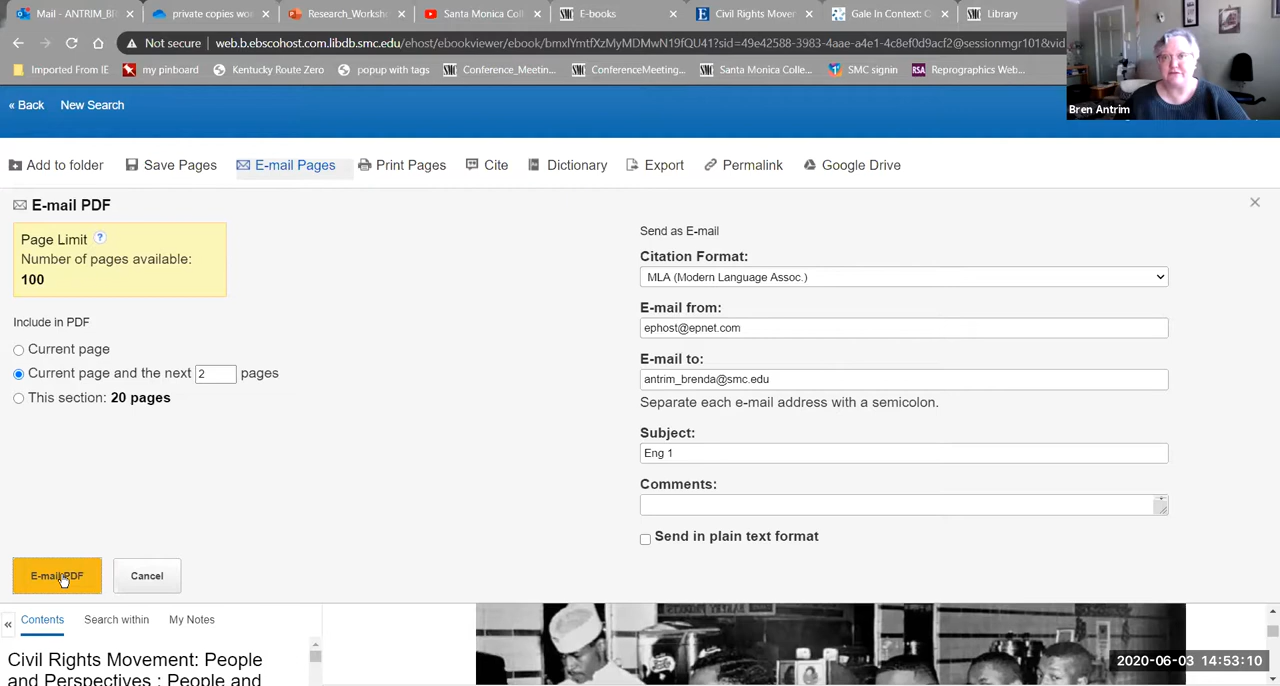 Mail - ANTRIM_BR
private copies wo
Research_Worksh
Santa Monica Coll
E-books
Civil Rights Movem
Gale In Context: C
Library
Not secure
web.b.ebscohost.com.libdb.smc.edu/ehost/ebookviewer/ebook/bmxlYmtfXzMyMDMwN19fQU41?sid=49e42588-3983-4aae-a4e1-4c8ef0d9acf2@sessionmgr101&vid
Imported From IE
my pinboard
Kentucky Route Zero
popup with tags
Conference_Meetin...
ConferenceMeeting...
Santa Monica Colle...
SMC signin
Reprographics Web...
Bren Antrim
« Back
New Search
Add to folder
Save Pages
E-mail Pages
Print Pages
Cite
Dictionary
Export
Permalink
Google Drive
E-mail PDF
Page Limit ?
Number of pages available:
100
Include in PDF
Current page
Current page and the next 2 pages
This section: 20 pages
Send as E-mail
Citation Format:
MLA (Modern Language Assoc.)
E-mail from:
ephost@epnet.com
E-mail to:
antrim_brenda@smc.edu
Separate each e-mail address with a semicolon.
Subject:
Eng 1
Comments:
Send in plain text format
E-mail PDF
Cancel
Contents
Search within
My Notes
Civil Rights Movement: People
and Perspectives : People and
2020-06-03 14:53:10